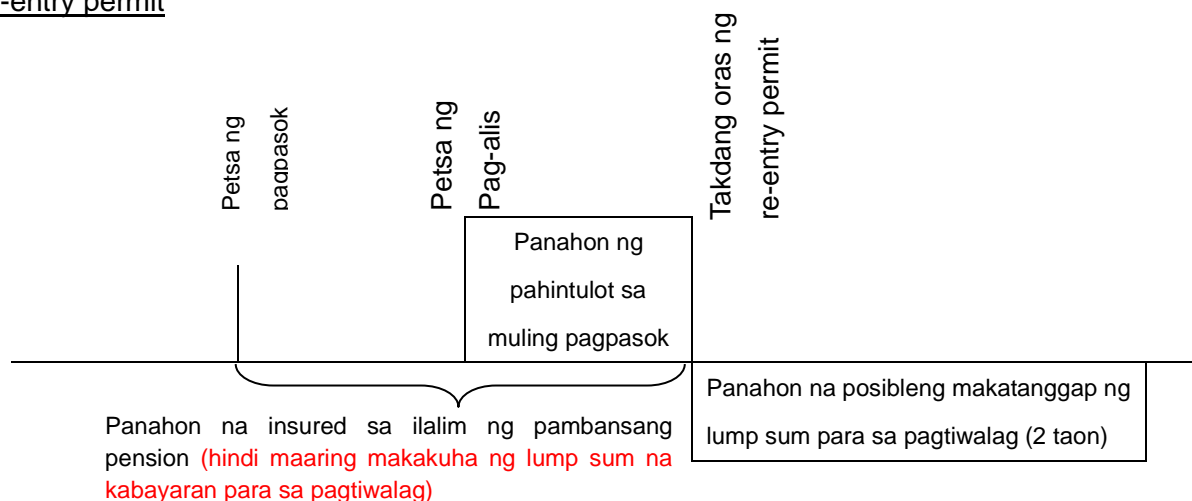 -entry permit
Petsa ng
pagpasok
Petsa ng
Pag-alis
Takdang oras ng
re-entry permit
Panahon ng
pahintulot sa
muling pagpasok
Panahon na insured sa ilalim ng pambansang
pension (hindi maaring makakuha ng lump sum na
kabayaran para sa pagtiwalag)
Panahon na posibleng makatanggap ng
lump sum para sa pagtiwalag (2 taon)